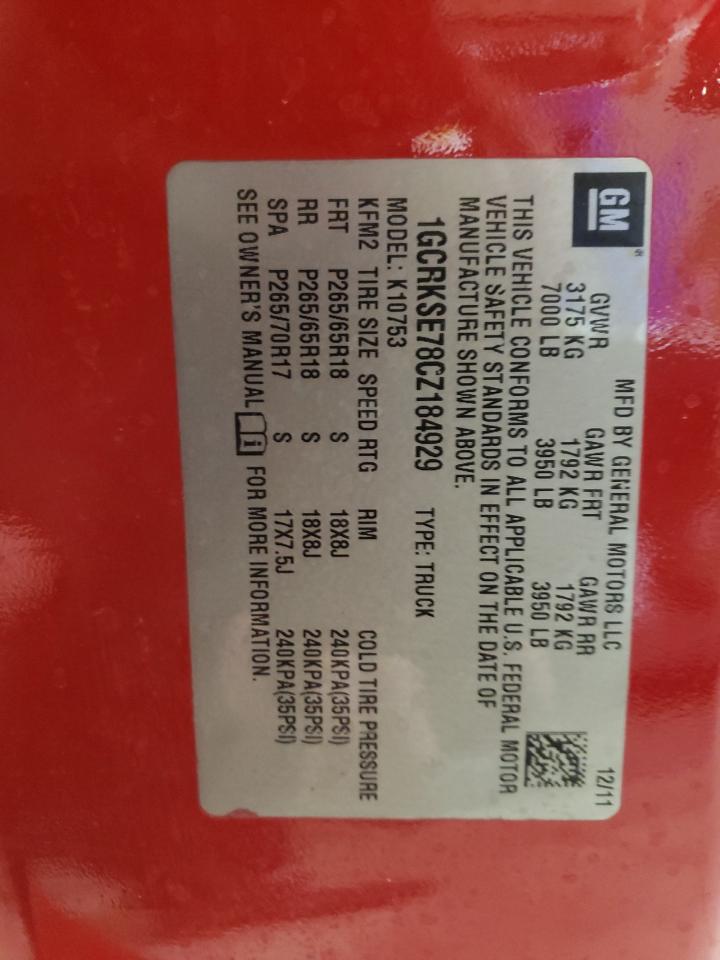 GM®
MFD BY GENERAL MOTORS LLC 12/11
GVWR GAWR FRT GAWR RR
3175 KG 1792 KG 1792 KG
7000 LB 3950 LB 3950 LB
THIS VEHICLE CONFORMS TO ALL APPLICABLE U.S. FEDERAL MOTOR
VEHICLE SAFETY STANDARDS IN EFFECT ON THE DATE OF
MANUFACTURE SHOWN ABOVE.
1GCRKSE78CZ184929 TYPE: TRUCK
MODEL: K10753
KFM2 TIRE SIZE SPEED RTG RIM COLD TIRE PRESSURE
FRT P265/65R18 S 18X8J 240KPA(35PSI)
RR P265/65R18 S 18X8J 240KPA(35PSI)
SPA P265/70R17 S 17X7.5J 240KPA(35PSI)
SEE OWNER'S MANUAL i FOR MORE INFORMATION.